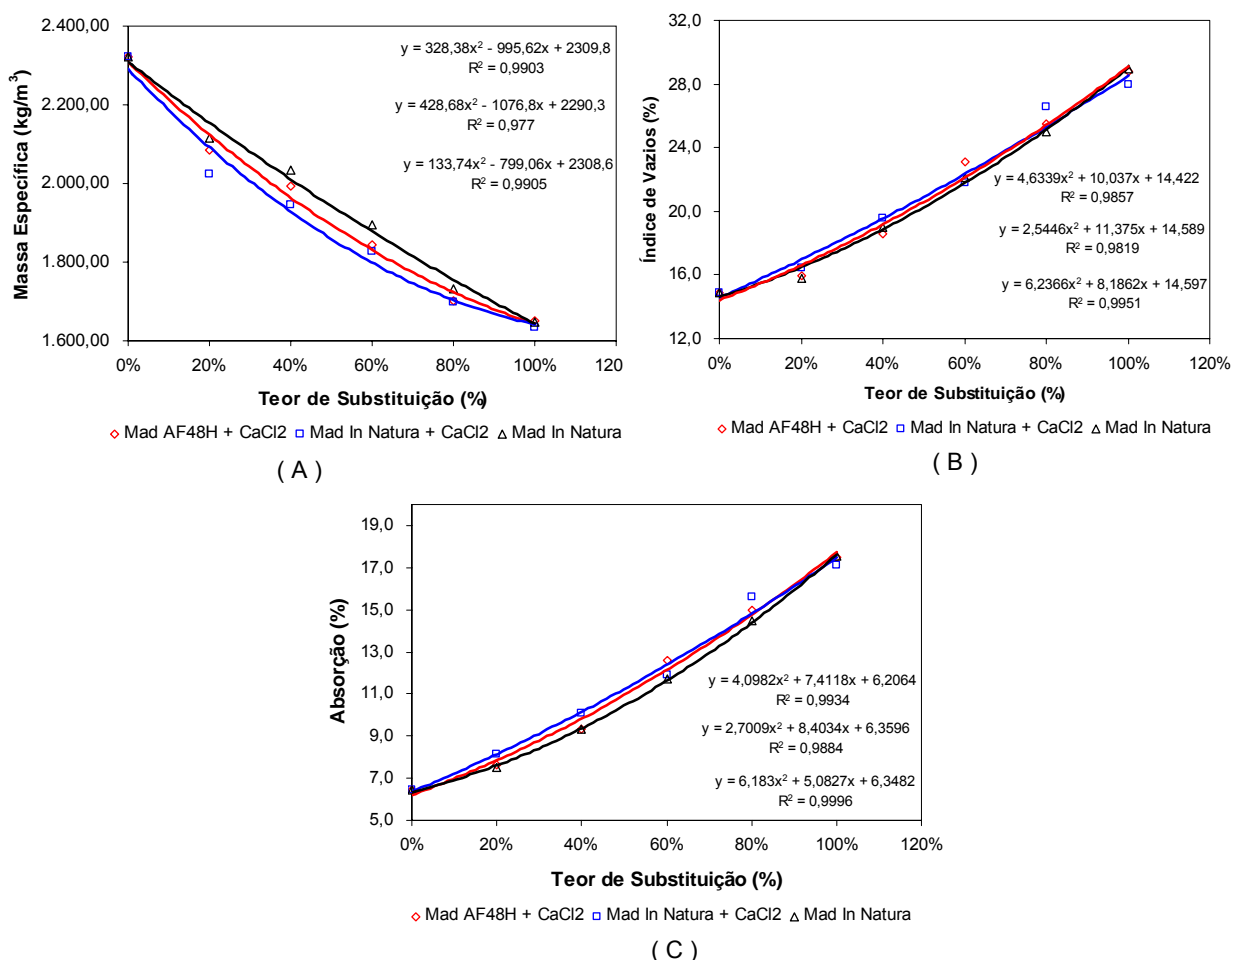 2.400,00
2.200,00
2.000,00
1.800,00
1.600,00
Massa Específica (kg/m³)
y = 328,38x² - 995,62x + 2309,8
R² = 0,9903
y = 428,68x² - 1076,8x + 2290,3
R² = 0,977
y = 133,74x² - 799,06x + 2308,6
R² = 0,9905
0% 20% 40% 60% 80% 100% 120%
Teor de Substituição (%)
Mad AF48H + CaCl2 Mad In Natura + CaCl2 Mad In Natura
( A )
32,0
28,0
24,0
20,0
16,0
12,0
Índice de Vazios (%)
y = 4,6339x² + 10,037x + 14,422
R² = 0,9857
y = 2,5446x² + 11,375x + 14,589
R² = 0,9819
y = 6,2366x² + 8,1862x + 14,597
R² = 0,9951
0% 20% 40% 60% 80% 100% 120%
Teor de Substituição (%)
Mad AF48H + CaCl2 Mad In Natura + CaCl2 Mad In Natura
( B )
19,0
17,0
15,0
13,0
11,0
9,0
7,0
5,0
Absorção (%)
y = 4,0982x² + 7,4118x + 6,2064
R² = 0,9934
y = 2,7009x² + 8,4034x + 6,3596
R² = 0,9884
y = 6,183x² + 5,0827x + 6,3482
R² = 0,9996
0% 20% 40% 60% 80% 100% 120%
Teor de Substituição (%)
Mad AF48H + CaCl2 Mad In Natura + CaCl2 Mad In Natura
( C )